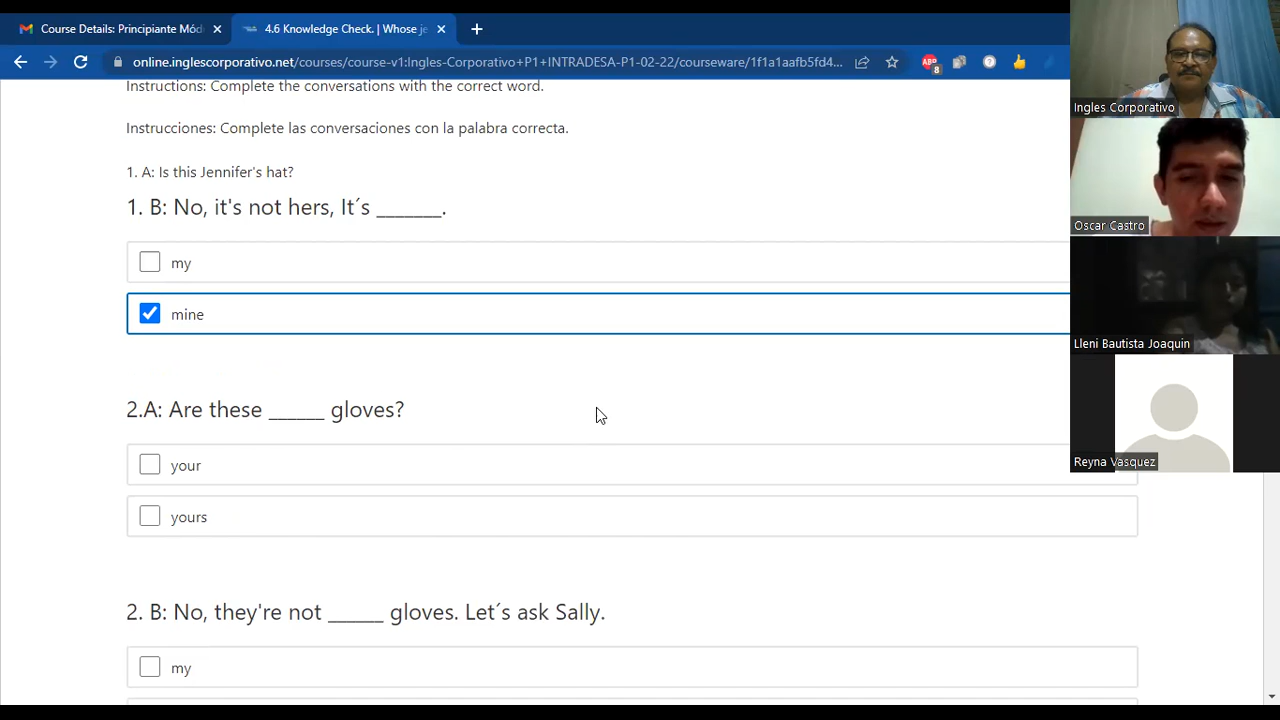 Course Details: Principiante Mód
4.6 Knowledge Check. | Whose je
online.inglescorporativo.net/courses/course-v1:Ingles-Corporativo+P1+INTRADESA-P1-02-22/courseware/1f1a1aafb5fd4...
ABP
8
Instructions: Complete the conversations with the correct word.
Instrucciones: Complete las conversaciones con la palabra correcta.
1. A: Is this Jennifer's hat?
1. B: No, it's not hers, It´s _______.
my
mine
2.A: Are these ______ gloves?
your
yours
2. B: No, they're not ______ gloves. Let´s ask Sally.
my
Ingles Corporativo
Oscar Castro
Lleni Bautista Joaquin
Reyna Vasquez